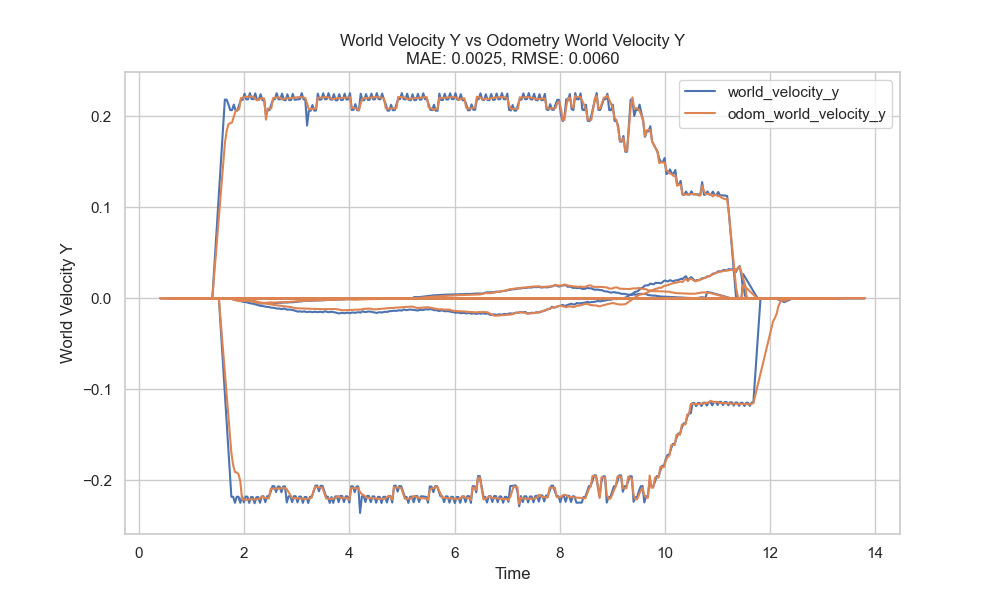 World Velocity Y vs Odometry World Velocity Y
MAE: 0.0025, RMSE: 0.0060
world_velocity_y
odom_world_velocity_y
0.2
0.1
0.0
−0.1
−0.2
World Velocity Y
0 2 4 6 8 10 12 14
Time